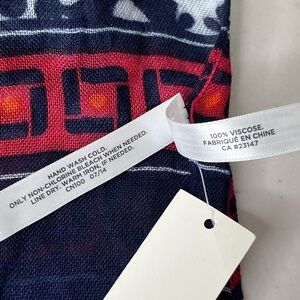 HAND WASH COLD.
ONLY NON-CHLORINE BLEACH WHEN NEEDED.
LINE DRY. WARM IRON, IF NEEDED.
CN100 07/14
100% VISCOSE.
FABRIQUÉ EN CHINE
CA #23147